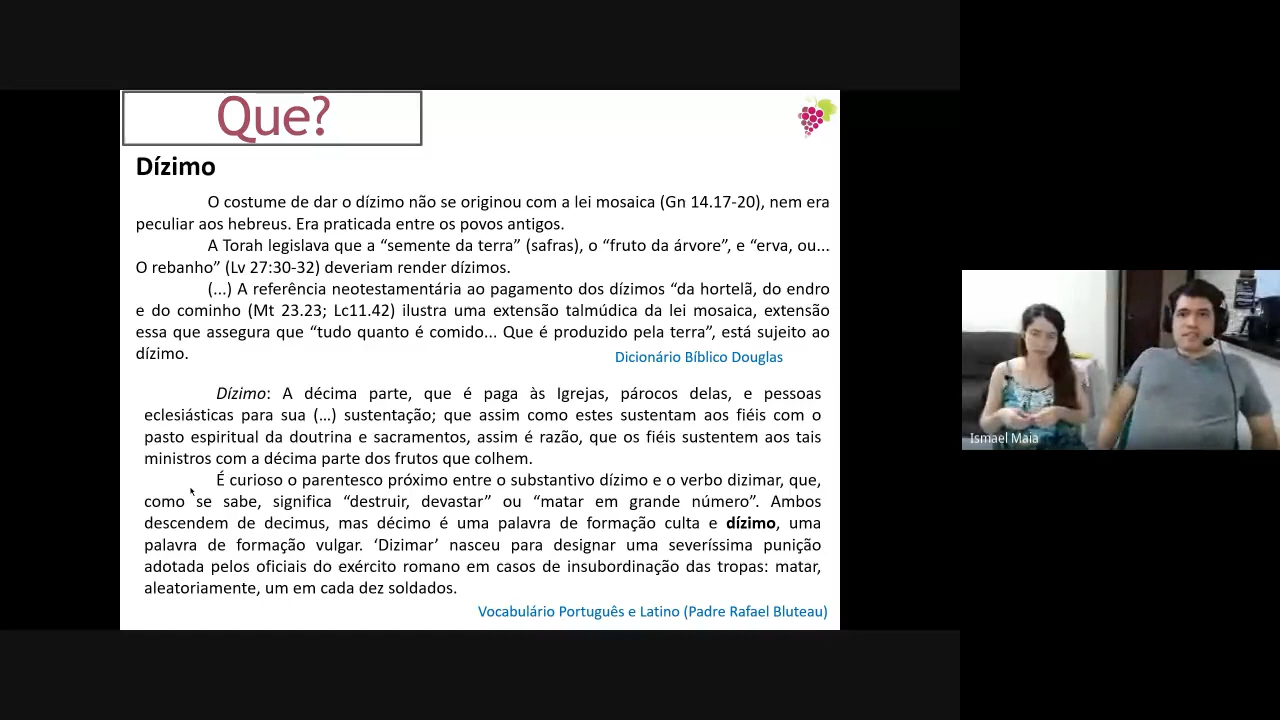 Que?
Dízimo
O costume de dar o dízimo não se originou com a lei mosaica (Gn 14.17-20), nem era
peculiar aos hebreus. Era praticada entre os povos antigos.
A Torah legislava que a “semente da terra” (safras), o “fruto da árvore”, e “erva, ou...
O rebanho” (Lv 27:30-32) deveriam render dízimos.
(...) A referência neotestamentária ao pagamento dos dízimos “da hortelã, do endro
e do cominho (Mt 23.23; Lc11.42) ilustra uma extensão talmúdica da lei mosaica, extensão
essa que assegura que “tudo quanto é comido... Que é produzido pela terra”, está sujeito ao
dízimo.
Dicionário Bíblico Douglas
Dízimo: A décima parte, que é paga às Igrejas, párocos delas, e pessoas
eclesiásticas para sua (...) sustentação; que assim como estes sustentam aos fiéis com o
pasto espiritual da doutrina e sacramentos, assim é razão, que os fiéis sustentem aos tais
ministros com a décima parte dos frutos que colhem.
É curioso o parentesco próximo entre o substantivo dízimo e o verbo dizimar, que,
como se sabe, significa “destruir, devastar” ou “matar em grande número”. Ambos
descendem de decimus, mas décimo é uma palavra de formação culta e dízimo, uma
palavra de formação vulgar. ‘Dizimar’ nasceu para designar uma severíssima punição
adotada pelos oficiais do exército romano em casos de insubordinação das tropas: matar,
aleatoriamente, um em cada dez soldados.
Vocabulário Português e Latino (Padre Rafael Bluteau)
Ismael Maia